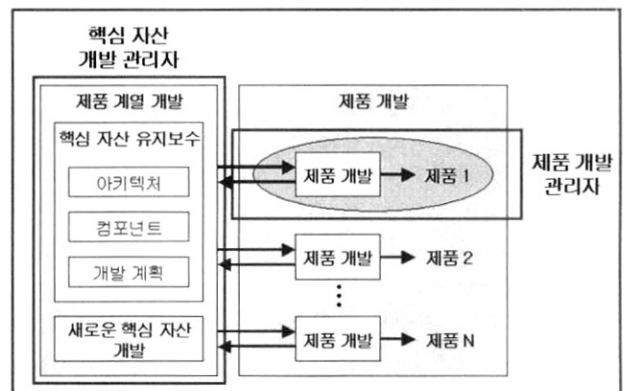 핵심 자산
개발 관리자
제품 계열 개발
핵심 자산 유지보수
아키텍처
컴포넌트
개발 계획
새로운 핵심 자산
개발
제품 개발
제품 개발
제품 1
제품 개발
제품 2
제품 개발
제품 N
제품 개발
관리자